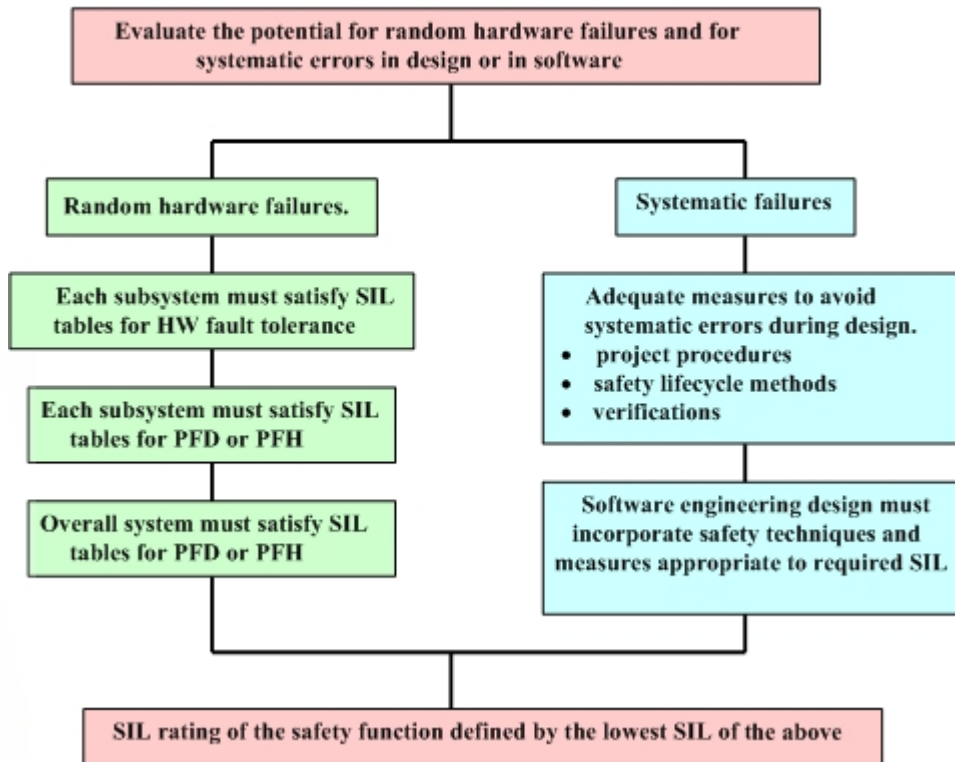 Evaluate the potential for random hardware failures and for
systematic errors in design or in software
Random hardware failures.
Each subsystem must satisfy SIL
tables for HW fault tolerance
Each subsystem must satisfy SIL
tables for PFD or PFH
Overall system must satisfy SIL
tables for PFD or PFH
Systematic failures
Adequate measures to avoid
systematic errors during design.
• project procedures
• safety lifecycle methods
• verifications
Software engineering design must
incorporate safety techniques and
measures appropriate to required SIL
SIL rating of the safety function defined by the lowest SIL of the above